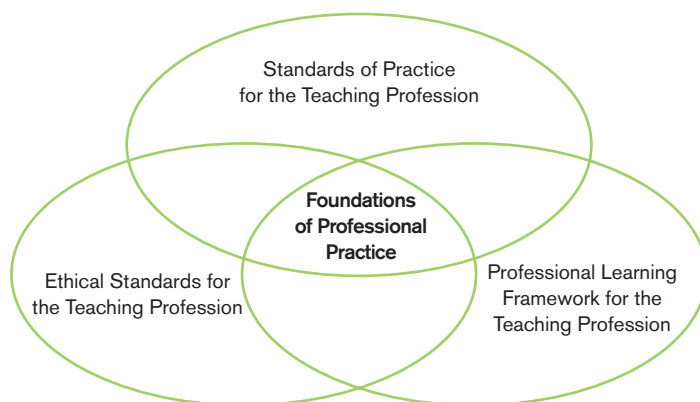 Standards of Practice
for the Teaching Profession
Foundations
of Professional
Practice
Ethical Standards for
the Teaching Profession
Professional Learning
Framework for the
Teaching Profession